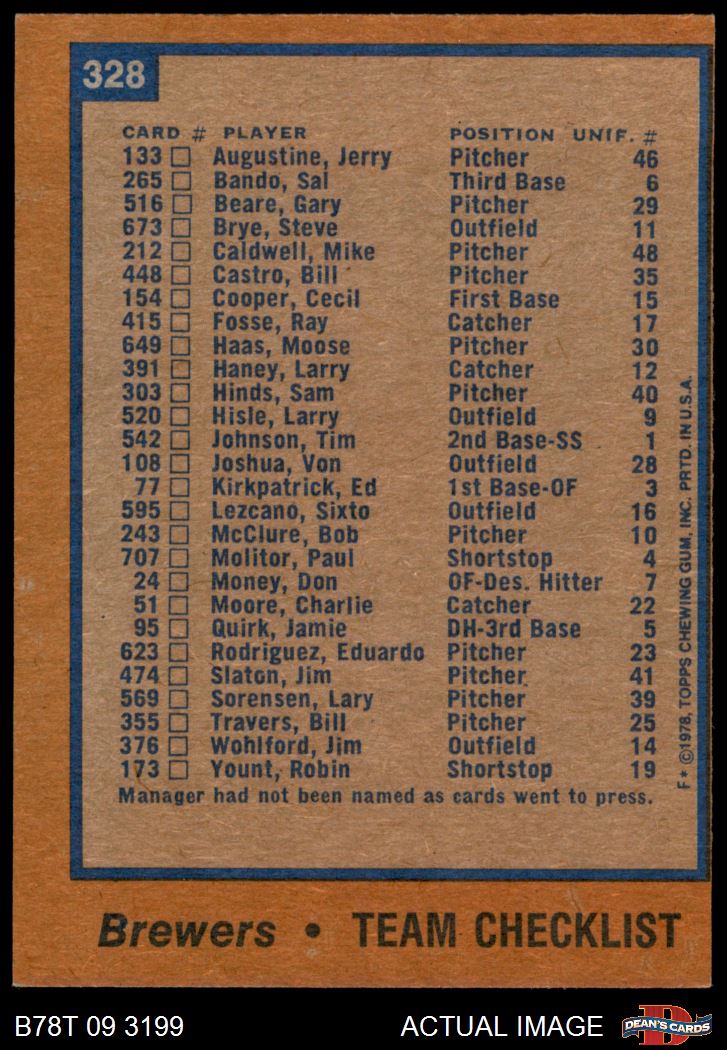 328
CARD # PLAYER POSITION UNIF. #
133 □ Augustine, Jerry Pitcher 46
265 □ Bando, Sal Third Base 6
516 □ Beare, Gary Pitcher 29
673 □ Brye, Steve Outfield 11
212 □ Caldwell, Mike Pitcher 48
448 □ Castro, Bill Pitcher 35
154 □ Cooper, Cecil First Base 15
415 □ Fosse, Ray Catcher 17
649 □ Haas, Moose Pitcher 30
391 □ Haney, Larry Catcher 12
303 □ Hinds, Sam Pitcher 40
520 □ Hisle, Larry Outfield 9
542 □ Johnson, Tim 2nd Base-SS 1
108 □ Joshua, Von Outfield 28
77 □ Kirkpatrick, Ed 1st Base-OF 3
595 □ Lezcano, Sixto Outfield 16
243 □ McClure, Bob Pitcher 10
707 □ Molitor, Paul Shortstop 4
24 □ Money, Don OF-Des. Hitter 7
51 □ Moore, Charlie Catcher 22
95 □ Quirk, Jamie DH-3rd Base 5
623 □ Rodriguez, Eduardo Pitcher 23
474 □ Slaton, Jim Pitcher 41
569 □ Sorensen, Lary Pitcher 39
355 □ Travers, Bill Pitcher 25
376 □ Wohlford, Jim Outfield 14
173 □ Yount, Robin Shortstop 19
Manager had not been named as cards went to press.
F* ©1978, TOPPS CHEWING GUM, INC. PRTD. IN U.S.A.
Brewers • TEAM CHECKLIST
B78T 09 3199 ACTUAL IMAGE
D
DEAN'S CARDS